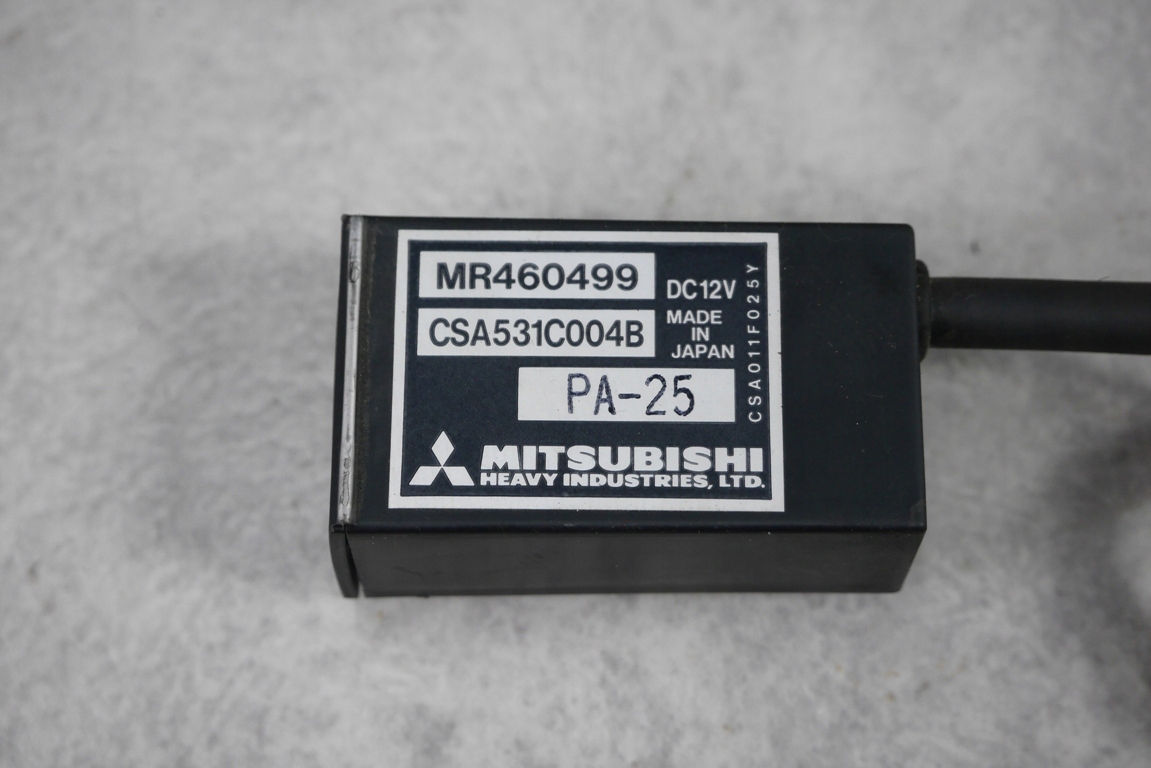 MR460499
CSA531C004B
PA-25
DC12V
MADE
IN
JAPAN
CSA011F025Y
MITSUBISHI
HEAVY INDUSTRIES, LTD.